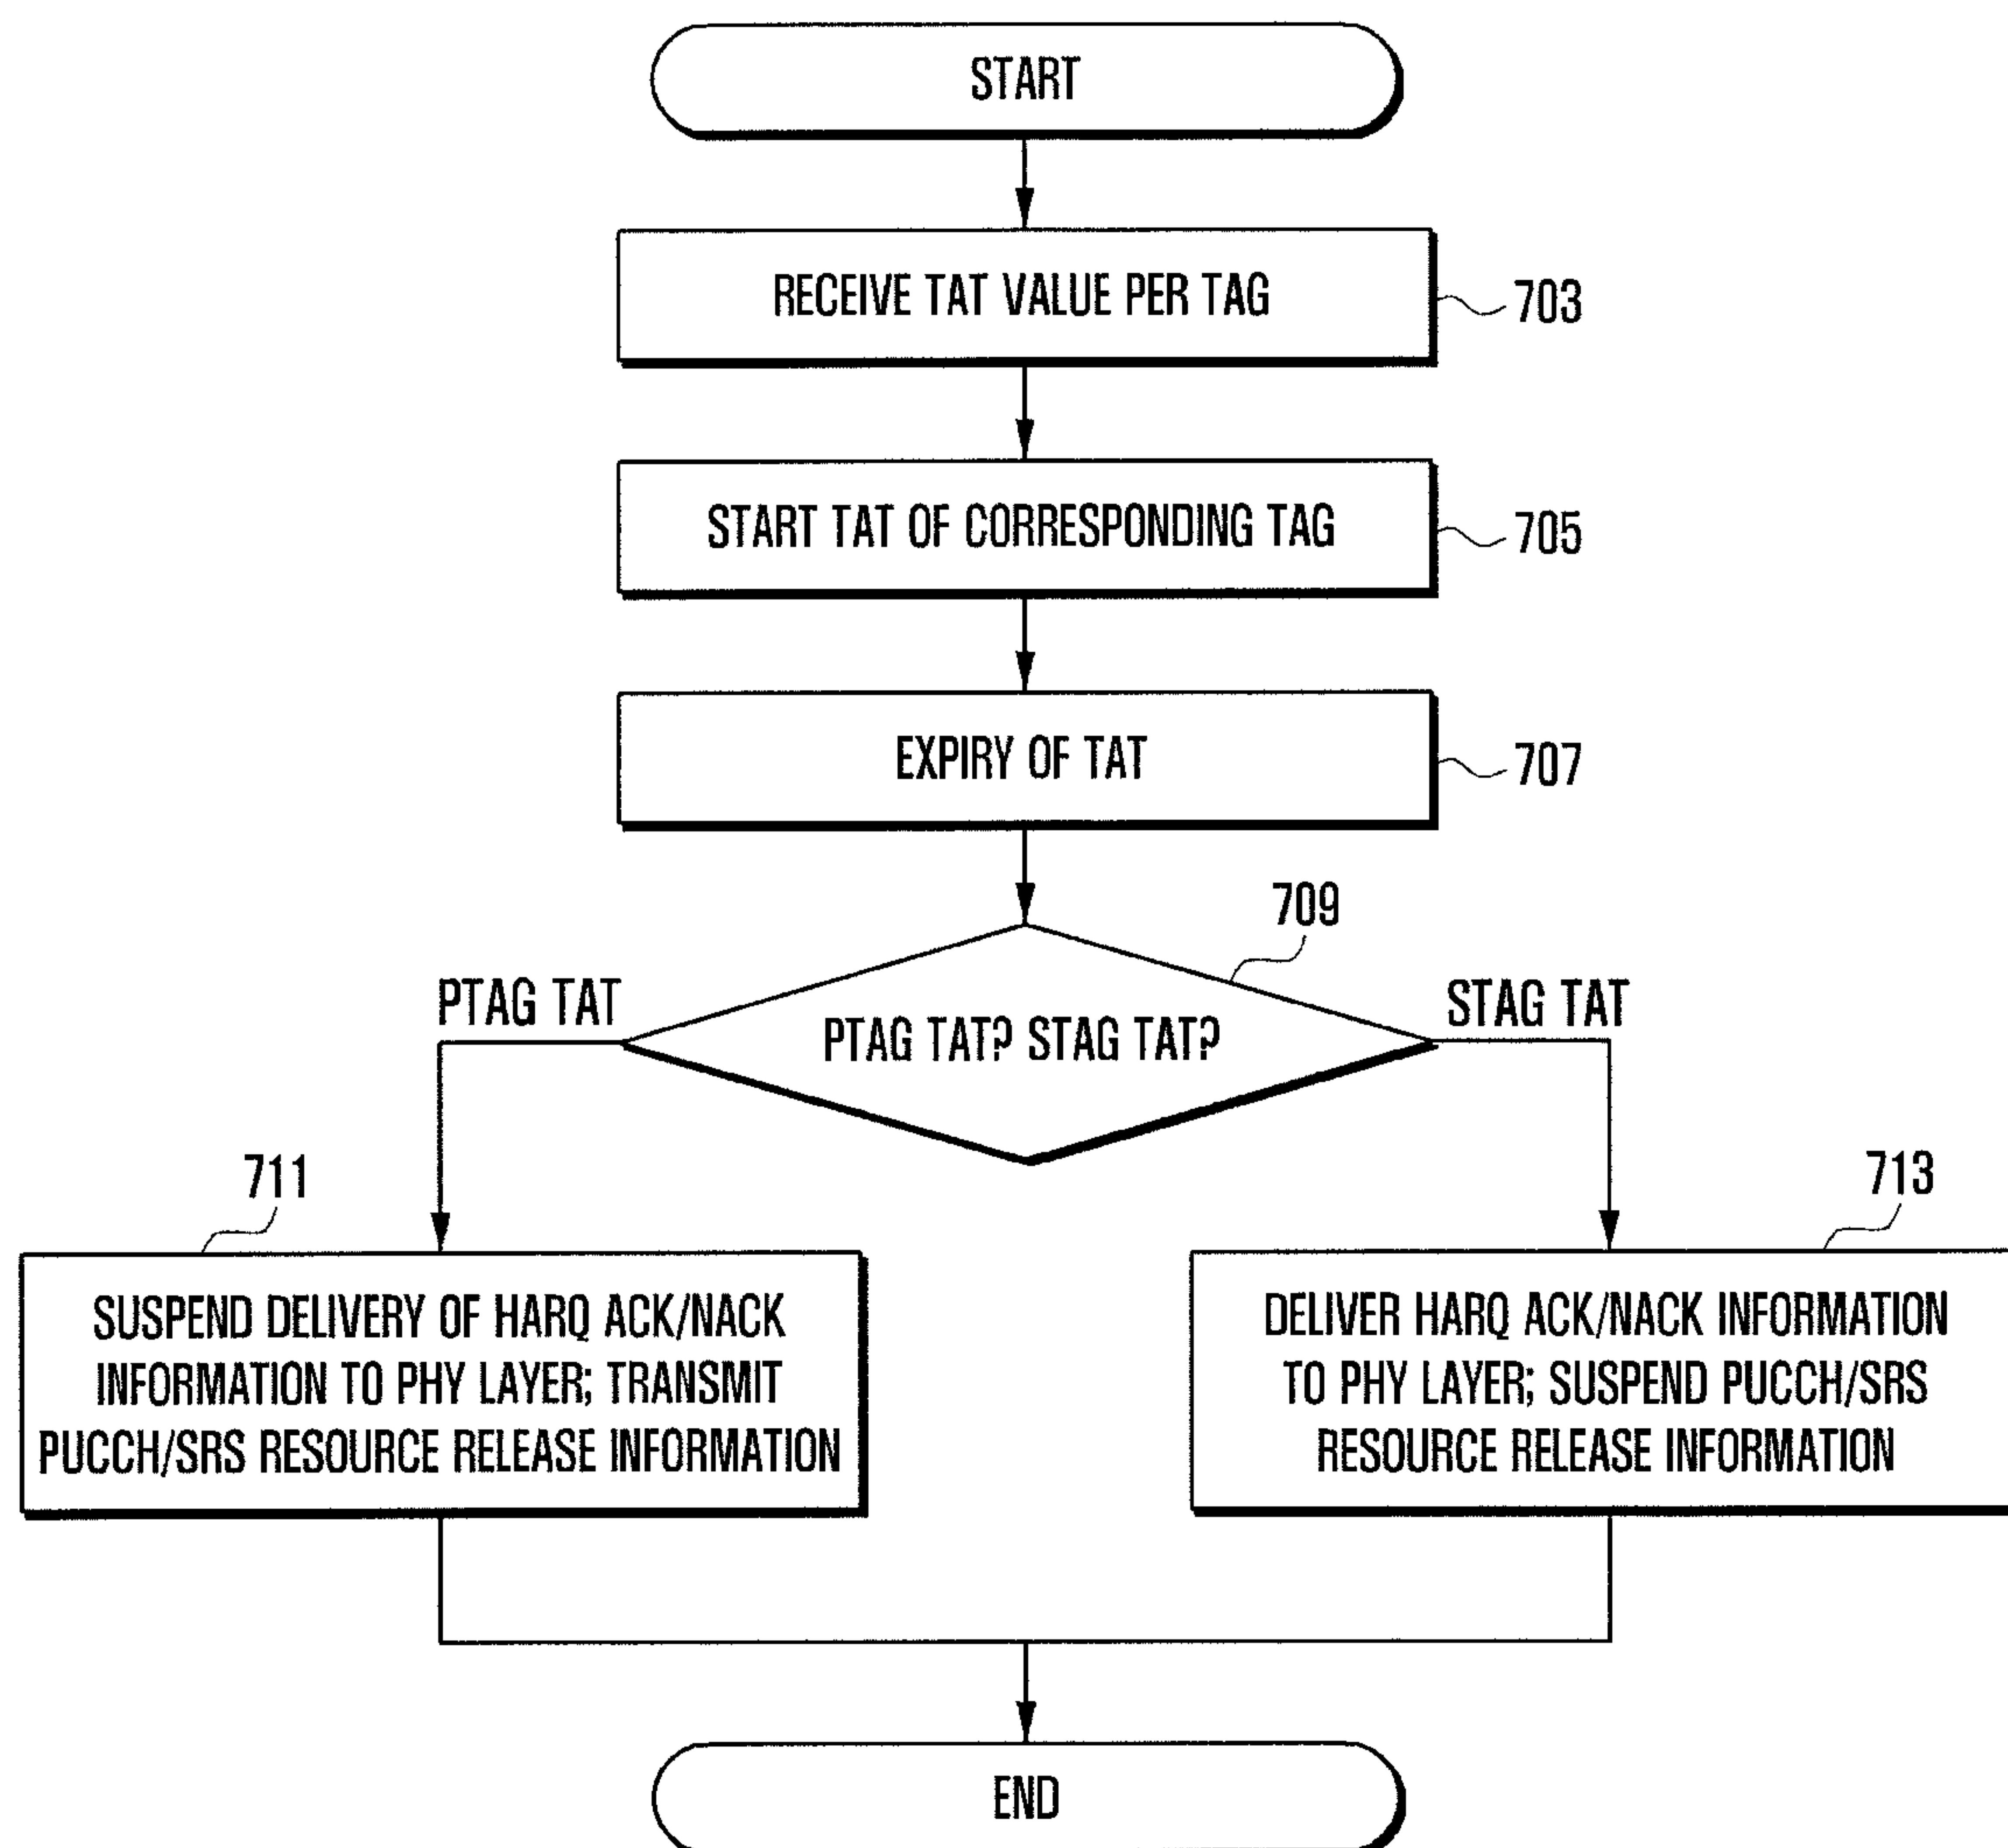 START
RECEIVE TAT VALUE PER TAG
703
START TAT OF CORRESPONDING TAG
705
EXPIRY OF TAT
707
709
PTAG TAT
PTAG TAT? STAG TAT?
STAG TAT
711
713
SUSPEND DELIVERY OF HARQ ACK/NACK
INFORMATION TO PHY LAYER; TRANSMIT
PUCCH/SRS RESOURCE RELEASE INFORMATION
DELIVER HARQ ACK/NACK INFORMATION
TO PHY LAYER; SUSPEND PUCCH/SRS
RESOURCE RELEASE INFORMATION
END